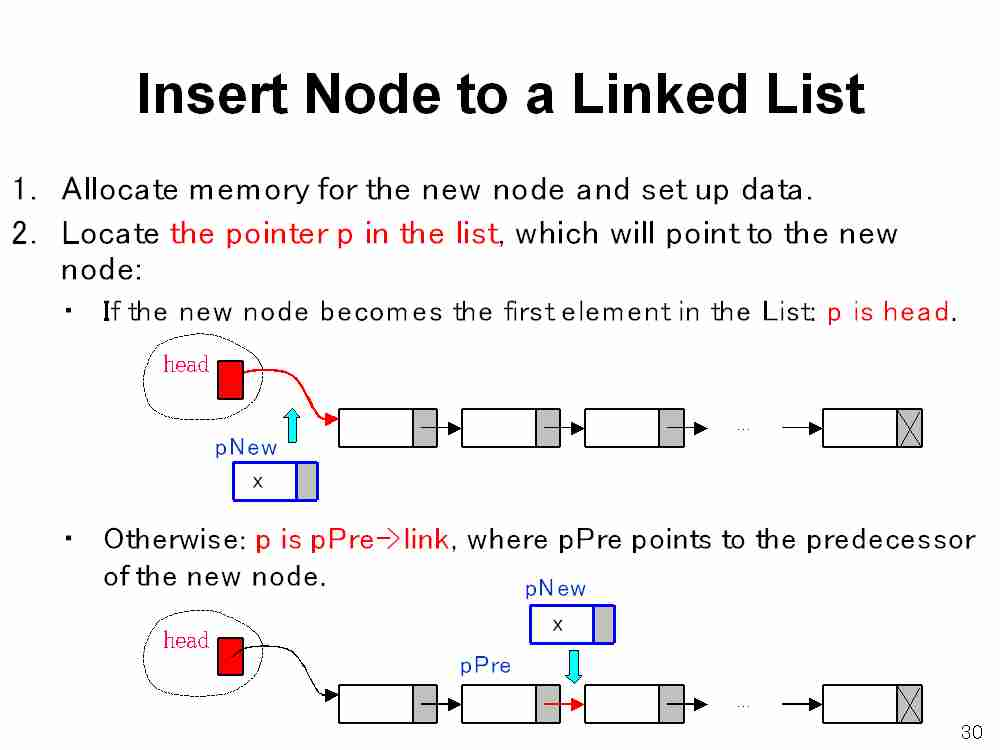 Insert Node to a Linked List
1. Allocate memory for the new node and set up data.
2. Locate the pointer p in the list, which will point to the new
node:
• If the new node becomes the first element in the List: p is head.
head
...
pNew
x
• Otherwise: p is pPre->link, where pPre points to the predecessor
of the new node.
pNew
x
head
pPre
...
30